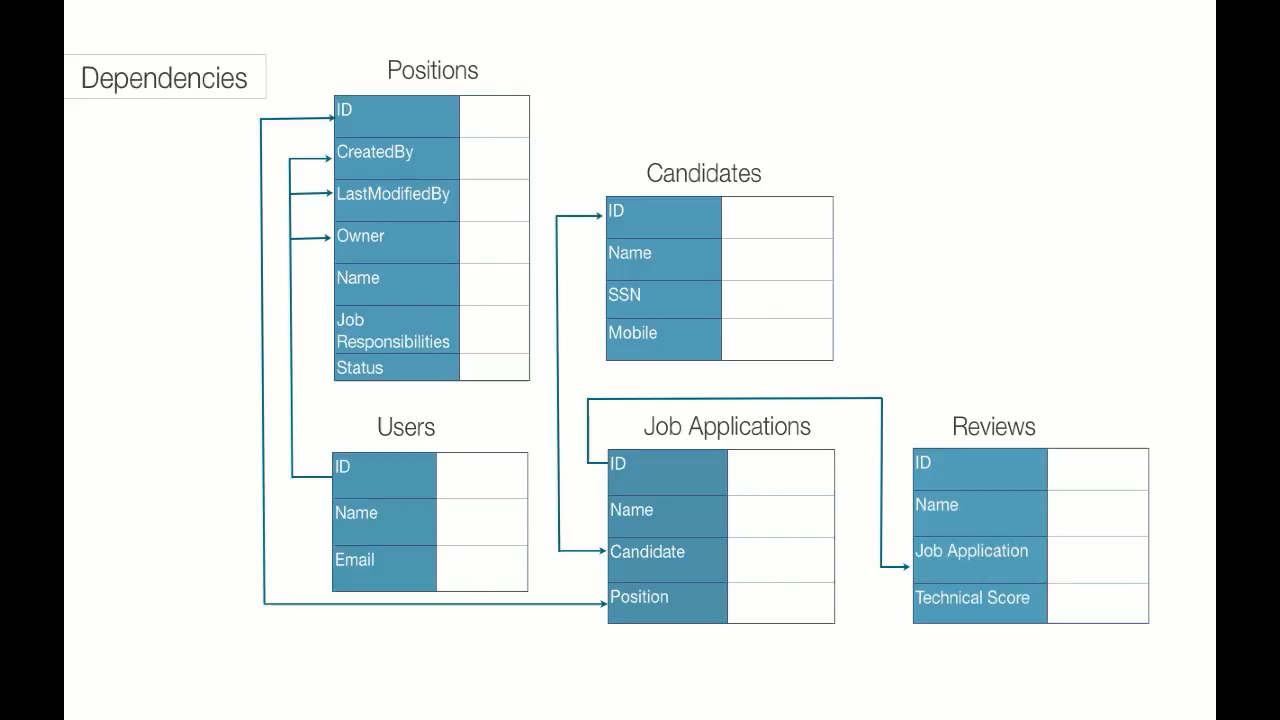 Dependencies
Positions
ID
CreatedBy
LastModifiedBy
Owner
Name
Job
Responsibilities
Status
Candidates
ID
Name
SSN
Mobile
Users
ID
Name
Email
Job Applications
ID
Name
Candidate
Position
Reviews
ID
Name
Job Application
Technical Score